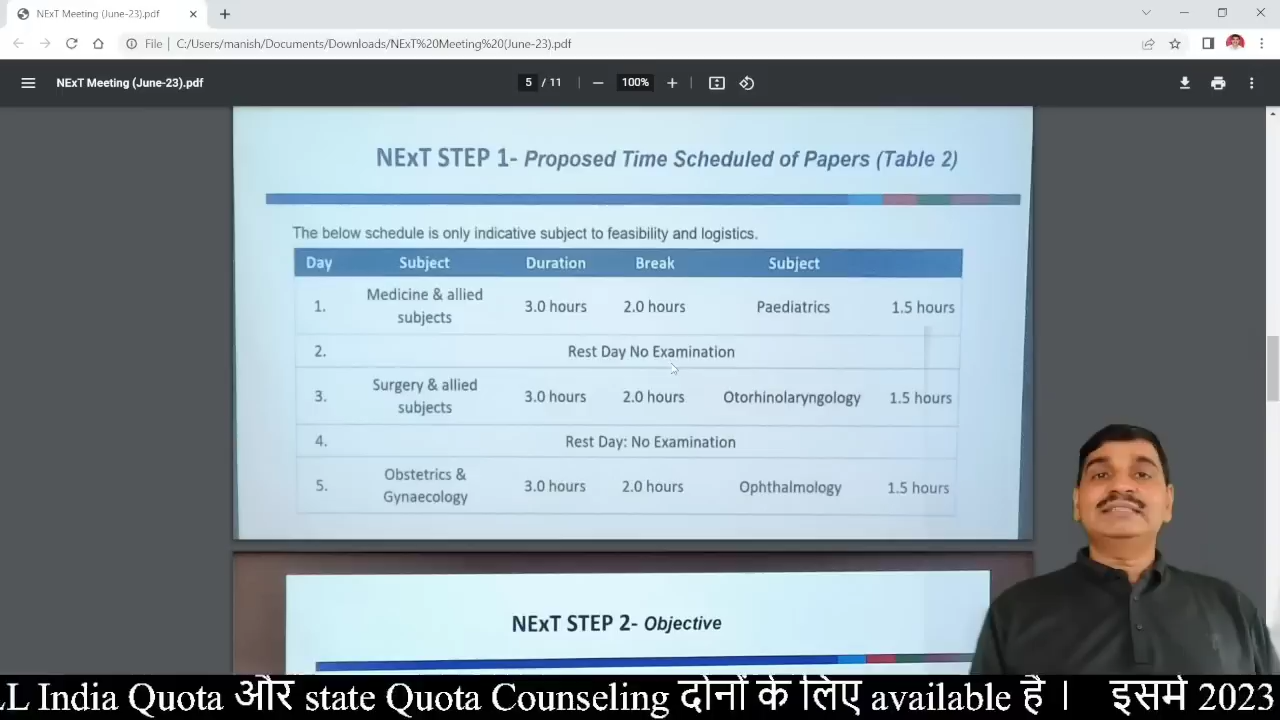 NExT Meeting (June-23).pdf
File
C:/Users/manish/Documents/Downloads/NExT%20Meeting%20(June-23).pdf
NExT Meeting (June-23).pdf
5 / 11
100%
NExT STEP 1- Proposed Time Scheduled of Papers (Table 2)
The below schedule is only indicative subject to feasibility and logistics.
Day Subject Duration Break Subject
1. Medicine & allied subjects 3.0 hours 2.0 hours Paediatrics 1.5 hours
2. Rest Day No Examination
3. Surgery & allied subjects 3.0 hours 2.0 hours Otorhinolaryngology 1.5 hours
4. Rest Day: No Examination
5. Obstetrics & Gynaecology 3.0 hours 2.0 hours Ophthalmology 1.5 hours
NExT STEP 2- Objective
LL India Quota और state Quota Counseling दोनों के लिए available है। इसमें 2023